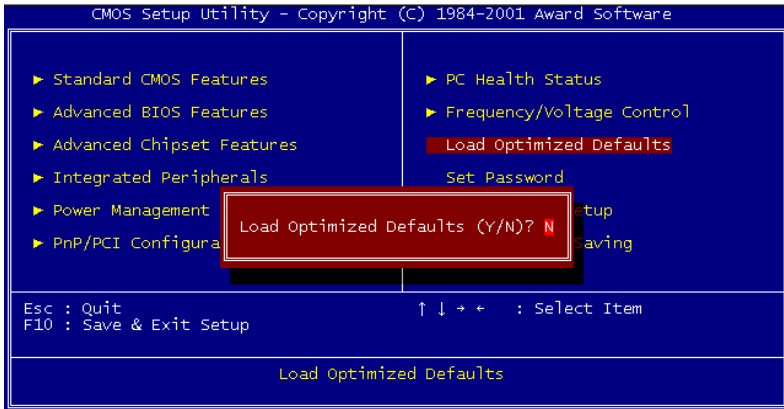 CMOS Setup Utility - Copyright (C) 1984-2001 Award Software
► Standard CMOS Features
► Advanced BIOS Features
► Advanced Chipset Features
► Integrated Peripherals
► Power Management
► PnP/PCI Configura
► PC Health Status
► Frequency/Voltage Control
Load Optimized Defaults
Set Password
etup
Saving
Load Optimized Defaults (Y/N)? N
Esc : Quit
F10 : Save & Exit Setup
↑ ↓ → ← : Select Item
Load Optimized Defaults